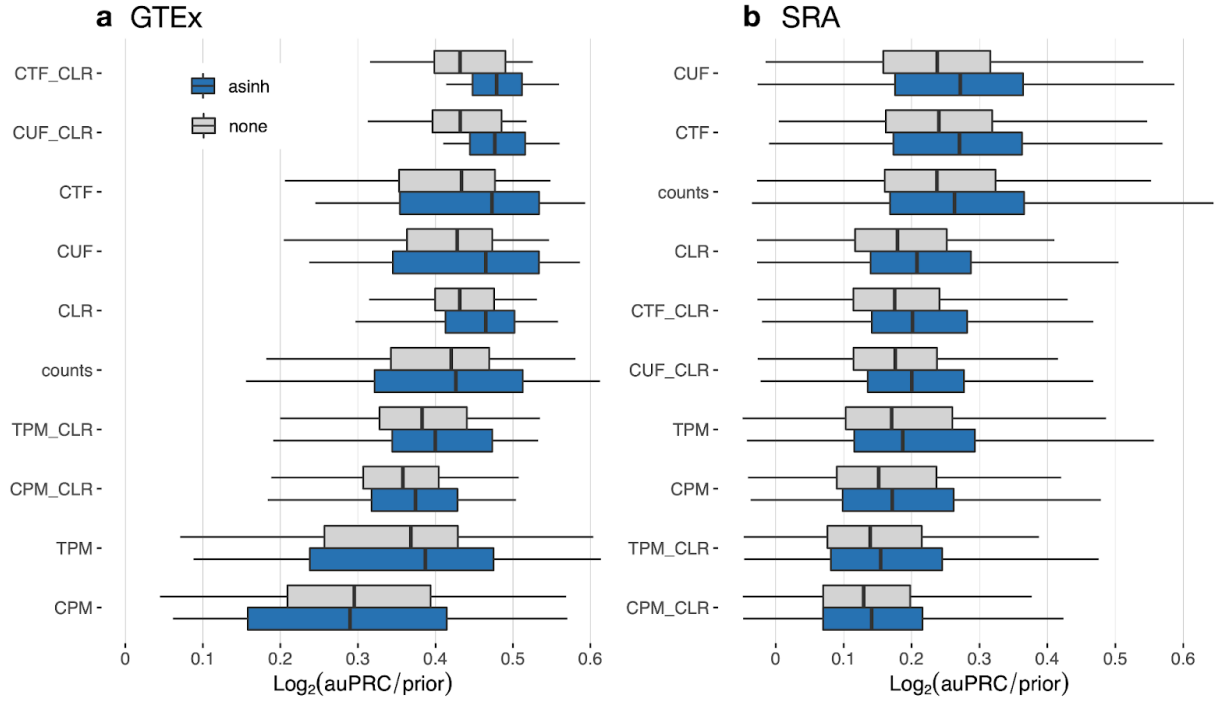 a GTEx
CTF_CLR
CUF_CLR
CTF
CUF
CLR
counts
TPM_CLR
CPM_CLR
TPM
CPM
asinh
none
0 0.1 0.2 0.3 0.4 0.5 0.6
Log₂(auPRC/prior)
b SRA
CUF
CTF
counts
CLR
CTF_CLR
CUF_CLR
TPM
CPM
TPM_CLR
CPM_CLR
0 0.1 0.2 0.3 0.4 0.5 0.6
Log₂(auPRC/prior)